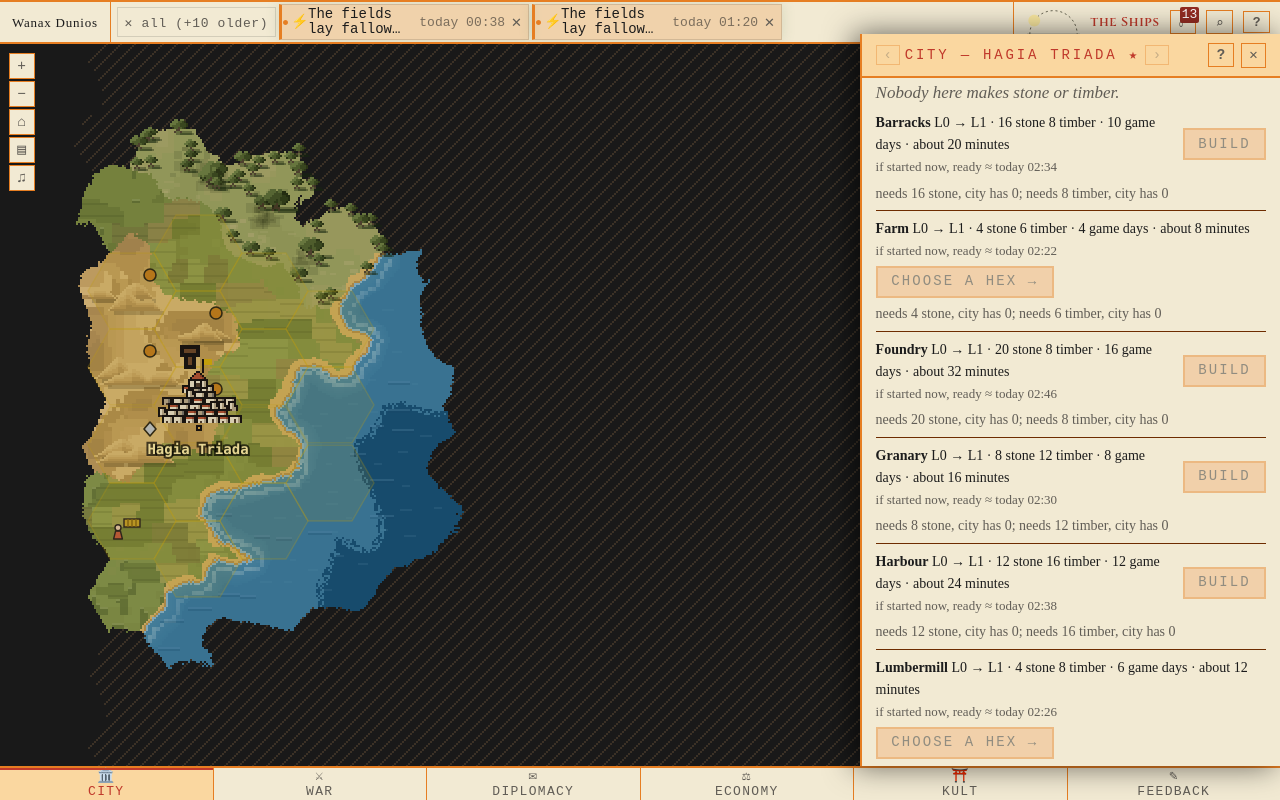 Wanax Dunios
✕ all (+10 older)
The fields lay fallow… today 00:38 ✕
The fields lay fallow… today 01:20 ✕
THE SHIPS
13
?
CITY — HAGIA TRIADA ★
? ✕
Nobody here makes stone or timber.
Barracks L0 → L1 · 16 stone 8 timber · 10 game
days · about 20 minutes
BUILD
if started now, ready ≈ today 02:34
needs 16 stone, city has 0; needs 8 timber, city has 0
Farm L0 → L1 · 4 stone 6 timber · 4 game days · about 8 minutes
if started now, ready ≈ today 02:22
CHOOSE A HEX →
needs 4 stone, city has 0; needs 6 timber, city has 0
Foundry L0 → L1 · 20 stone 8 timber · 16 game
days · about 32 minutes
BUILD
if started now, ready ≈ today 02:46
needs 20 stone, city has 0; needs 8 timber, city has 0
Granary L0 → L1 · 8 stone 12 timber · 8 game
days · about 16 minutes
BUILD
if started now, ready ≈ today 02:30
needs 8 stone, city has 0; needs 12 timber, city has 0
Harbour L0 → L1 · 12 stone 16 timber · 12 game
days · about 24 minutes
BUILD
if started now, ready ≈ today 02:38
needs 12 stone, city has 0; needs 16 timber, city has 0
Lumbermill L0 → L1 · 4 stone 8 timber · 6 game days · about 12
minutes
if started now, ready ≈ today 02:26
CHOOSE A HEX →
Hagia Triada
CITY
WAR
DIPLOMACY
ECONOMY
KULT
FEEDBACK